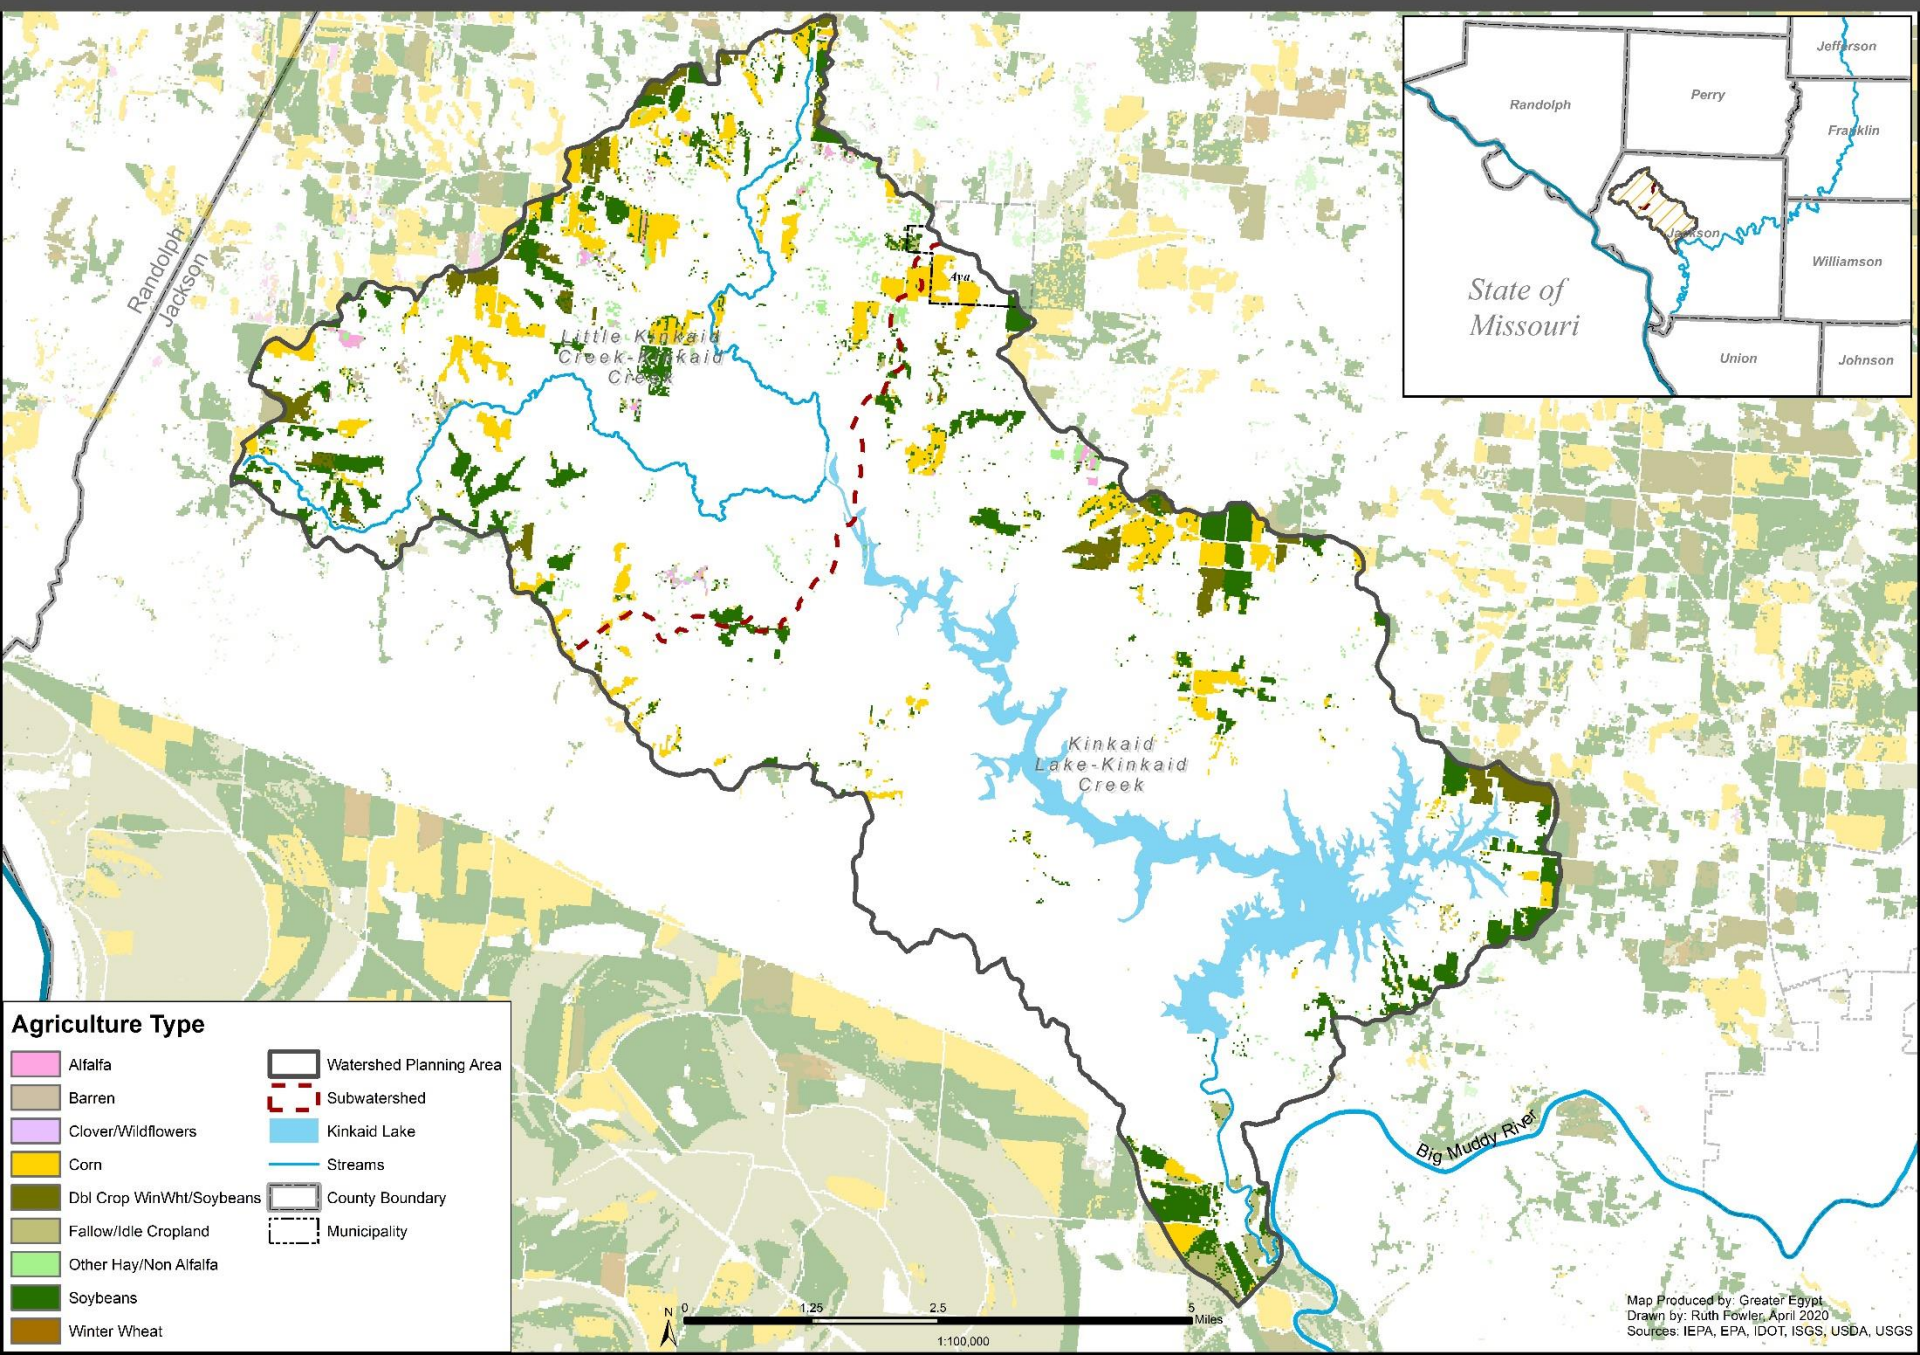 Jefferson
Randolph
Perry
Franklin
Jackson
Williamson
State of
Missouri
Union
Johnson
Randolph
Jackson
Ava
Little Kinkaid
Creek-Kinkaid
Creek
Kinkaid
Lake-Kinkaid
Creek
Big Muddy River
Agriculture Type
Alfalfa
Barren
Clover/Wildflowers
Corn
Dbl Crop WinWht/Soybeans
Fallow/Idle Cropland
Other Hay/Non Alfalfa
Soybeans
Winter Wheat
Watershed Planning Area
Subwatershed
Kinkaid Lake
Streams
County Boundary
Municipality
N
0 1.25 2.5 5
Miles
1:100,000
Map Produced by: Greater Egypt
Drawn by: Ruth Fowler, April 2020
Sources: IEPA, EPA, IDOT, ISGS, USDA, USGS